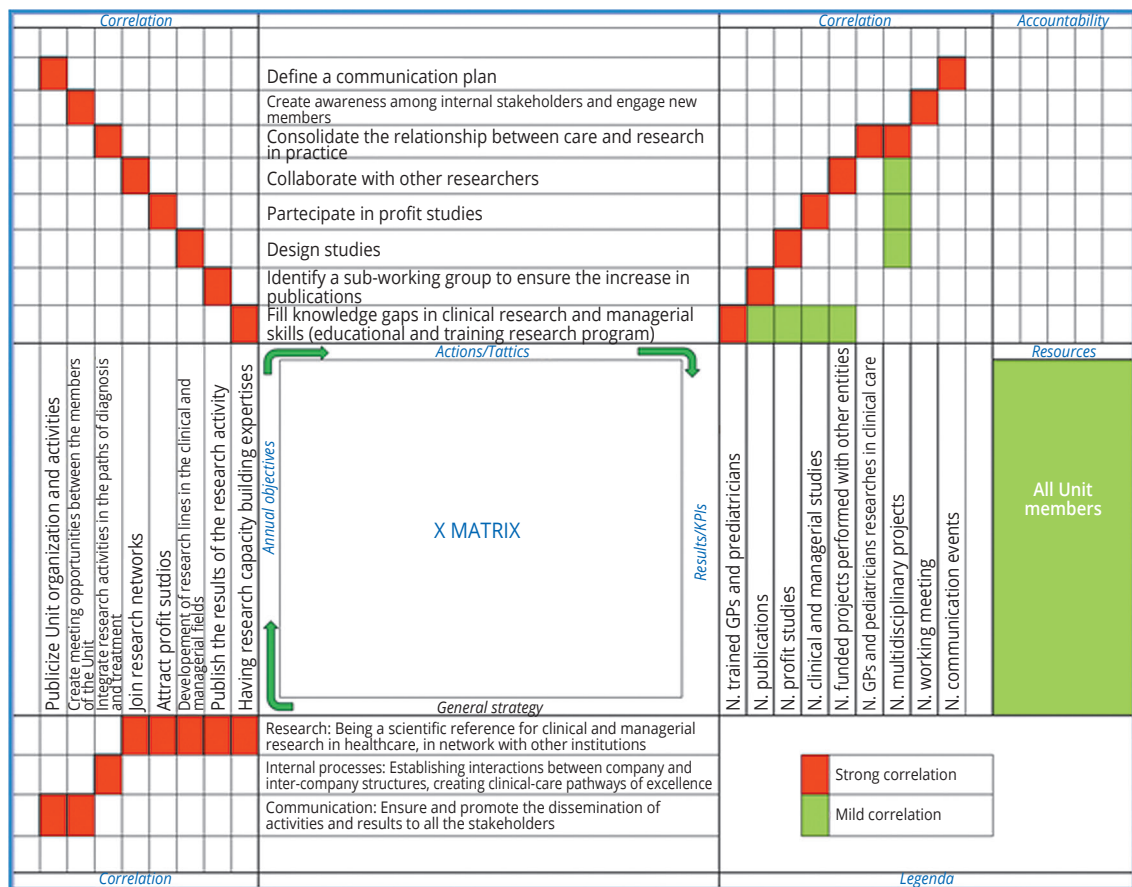 Correlation
Correlation
Accountability
Define a communication plan
Create awareness among internal stakeholders and engage new
members
Consolidate the relationship between care and research
in practice
Collaborate with other researchers
Partecipate in profit studies
Design studies
Identify a sub-working group to ensure the increase in
publications
Fill knowledge gaps in clinical research and managerial
skills (educational and training research program)
Publicize Unit organization and activities
Create meeting opportunities between the members
of the Unit
Integrate research activities in the paths of diagnosis
and treatment
Join research networks
Attract profit sutdios
Developement of research lines in the clinical and
managerial fields
Publish the results of the research activity
Having research capacity building expertises
Annual objectives
Actions/Tattics
X MATRIX
General strategy
Results/KPIs
N. trained GPs and prediatricians
N. publications
N. profit studies
N. clinical and managerial studies
N. funded projects performed with other entities
N. GPs and pediatricians researches in clinical care
N. multidisciplinary projects
N. working meeting
N. communication events
Resources
All Unit
members
Research: Being a scientific reference for clinical and managerial
research in healthcare, in network with other institutions
Internal processes: Establishing interactions between company and
inter-company structures, creating clinical-care pathways of excellence
Communication: Ensure and promote the dissemination of
activities and results to all the stakeholders
Strong correlation
Mild correlation
Correlation
Legenda